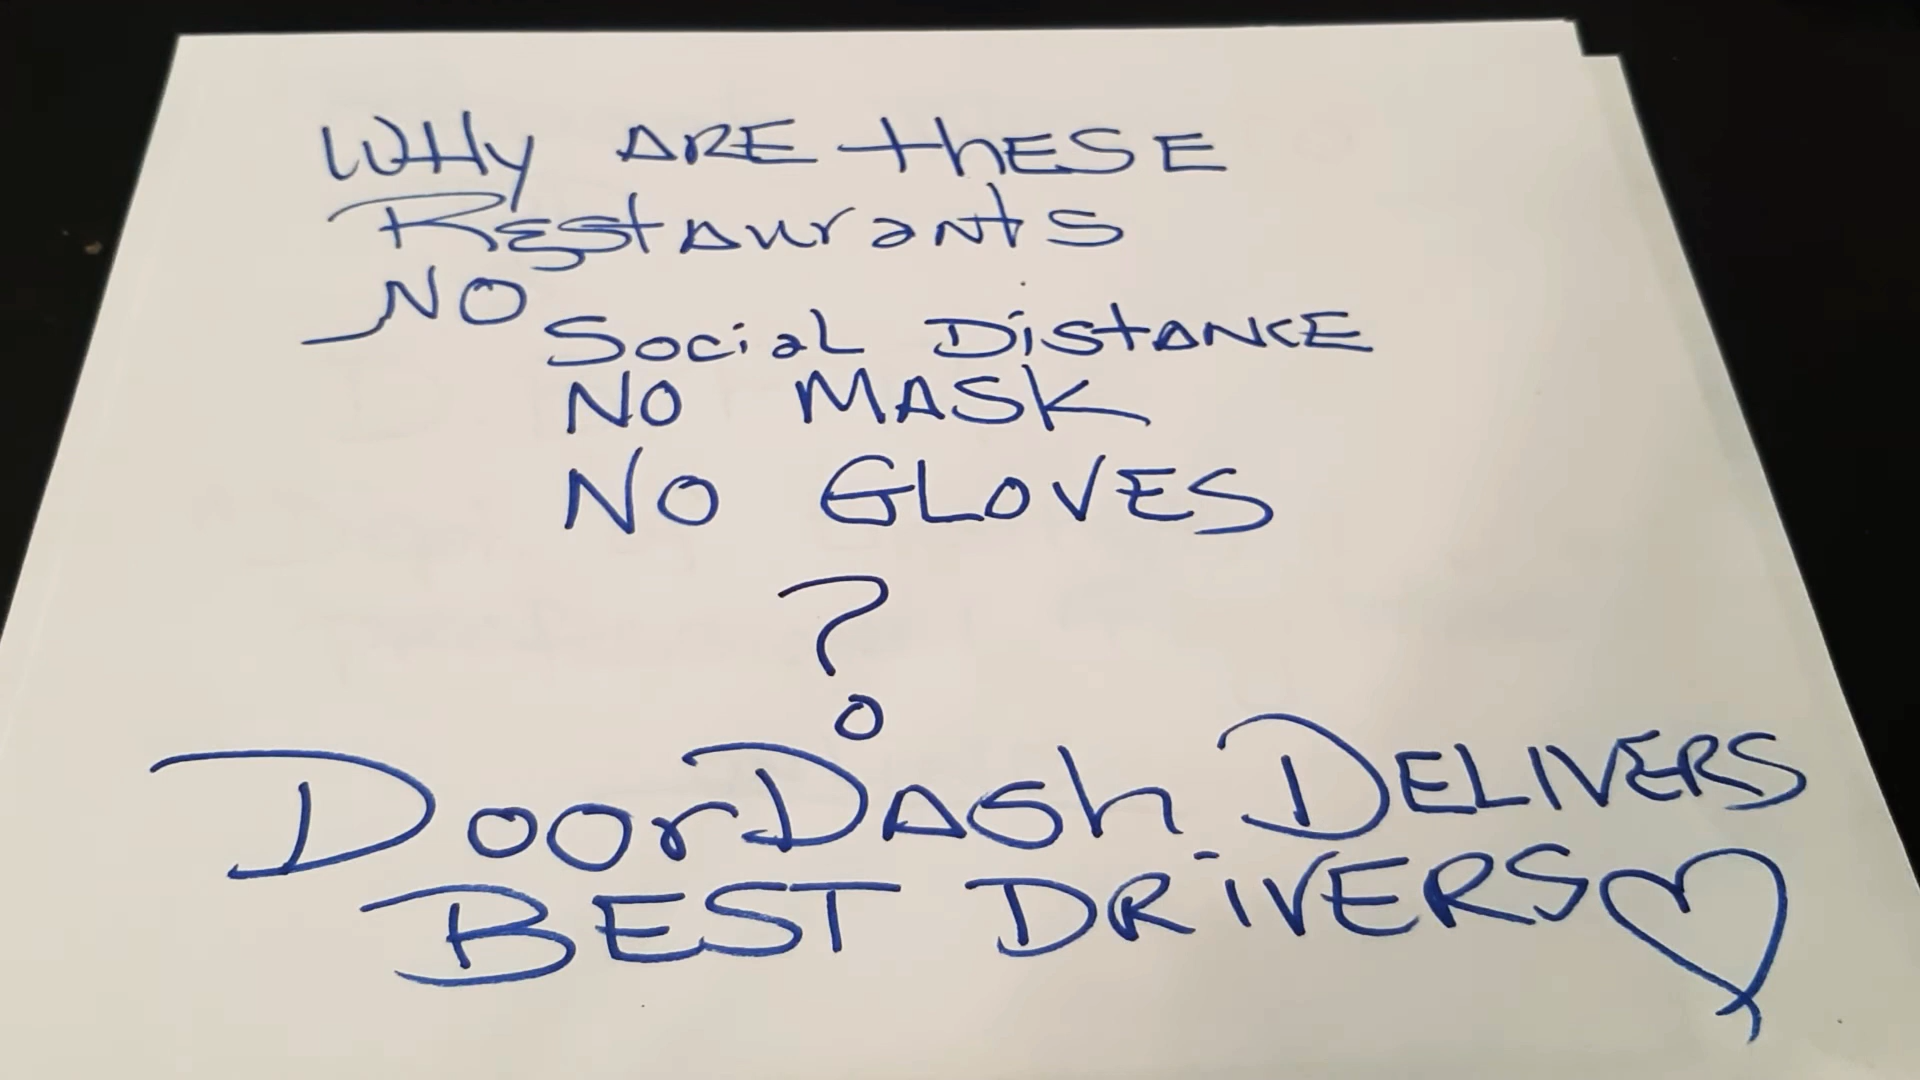 WHy ARE thESE
REstAurants
NO
Social DistANCE
NO MASK
NO GLOVES
?
DoorDAsh DELIVERS
BEST DRiVERS♡